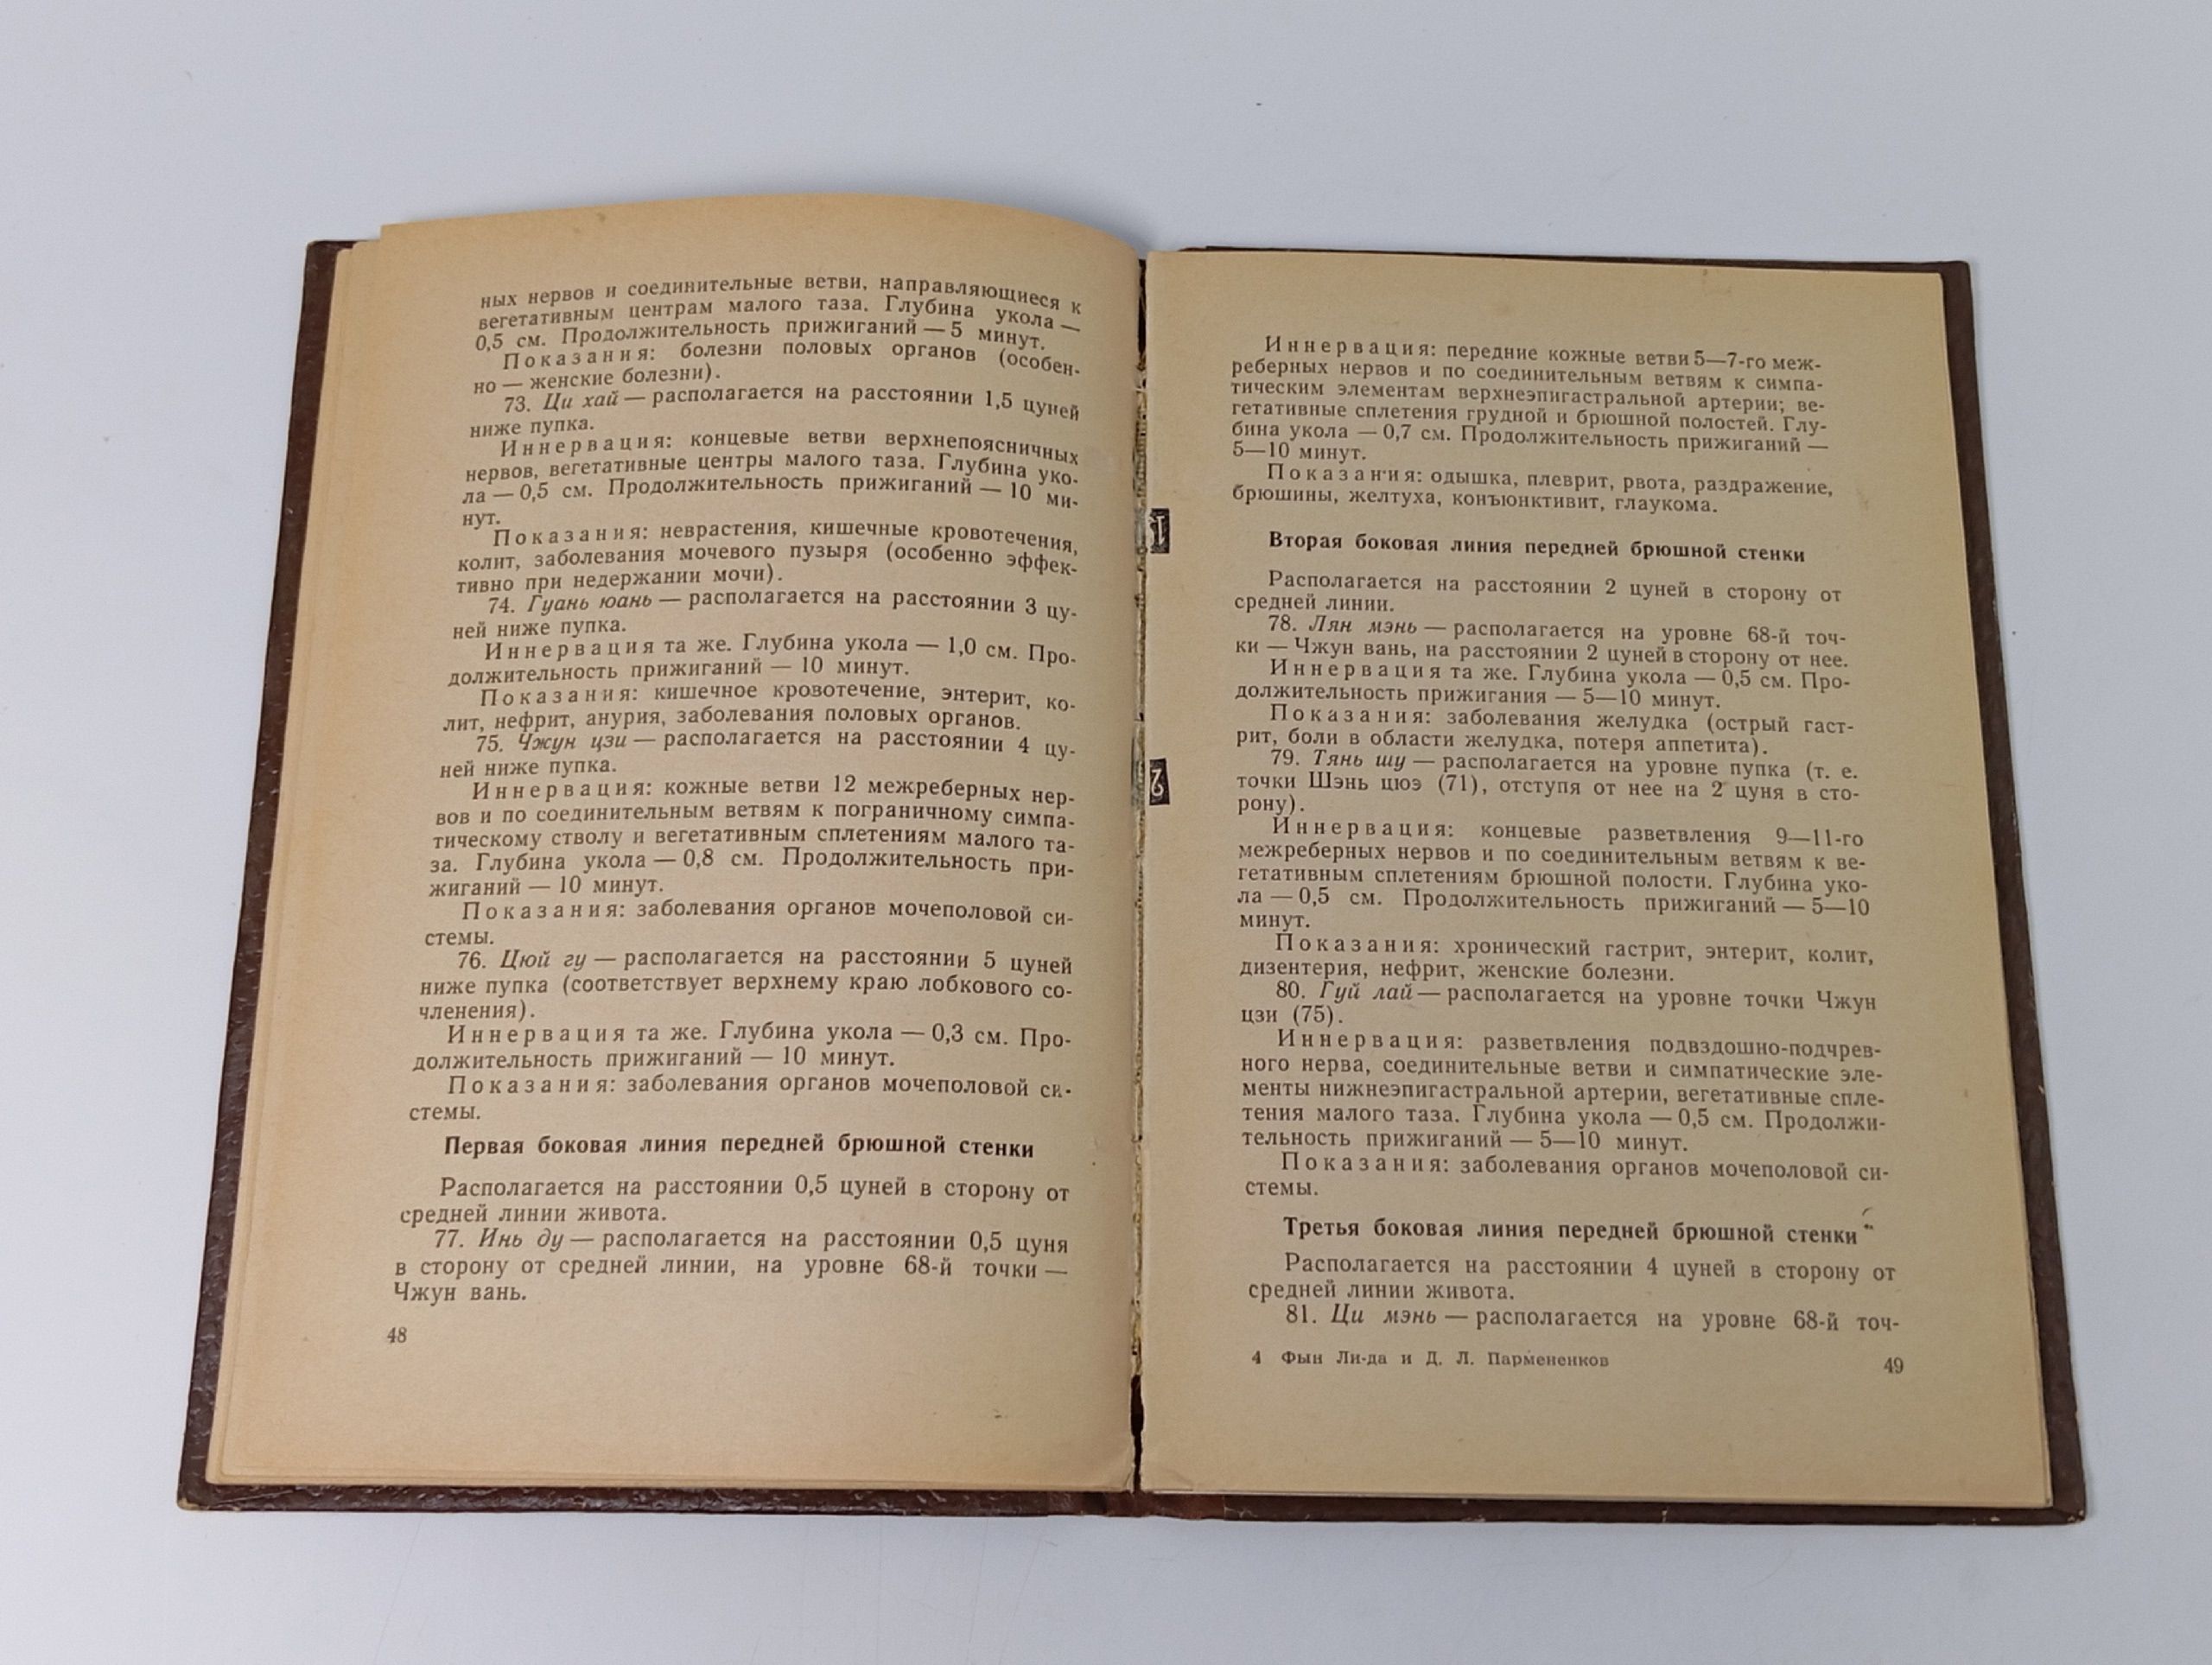 ных нервов и соединительные ветви, направляющиеся к
вегетативным центрам малого таза. Глубина укола —
0,5 см. Продолжительность прижиганий — 5 минут.
Показания: болезни половых органов (особен-
но — женские болезни).
73. Ци хай — располагается на расстоянии 1,5 цуней
ниже пупка.
Иннервация: концевые ветви верхнепоясничных
нервов, вегетативные центры малого таза. Глубина уко-
ла — 0,5 см. Продолжительность прижиганий — 10 ми-
нут.
Показания: неврастения, кишечные кровотечения,
колит, заболевания мочевого пузыря (особенно эффек-
тивно при недержании мочи).
74. Гуань юань — располагается на расстоянии 3 цу-
ней ниже пупка.
Иннервация та же. Глубина укола — 1,0 см. Про-
должительность прижиганий — 10 минут.
Показания: кишечное кровотечение, энтерит, ко-
лит, нефрит, анурия, заболевания половых органов.
75. Чжун цзи — располагается на расстоянии 4 цу-
ней ниже пупка.
Иннервация: кожные ветви 12 межреберных нер-
вов и по соединительным ветвям к пограничному симпа-
тическому стволу и вегетативным сплетениям малого та-
за. Глубина укола — 0,8 см. Продолжительность при-
жиганий — 10 минут.
Показания: заболевания органов мочеполовой си-
стемы.
76. Цюй гу — располагается на расстоянии 5 цуней
ниже пупка (соответствует верхнему краю лобкового со-
членения).
Иннервация та же. Глубина укола — 0,3 см. Про-
должительность прижиганий — 10 минут.
Показания: заболевания органов мочеполовой си-
стемы.
Первая боковая линия передней брюшной стенки
Располагается на расстоянии 0,5 цуней в сторону от
средней линии живота.
77. Инь ду — располагается на расстоянии 0,5 цуня
в сторону от средней линии, на уровне 68-й точки —
Чжун вань.
48
Иннервация: передние кожные ветви 5—7-го меж-
реберных нервов и по соединительным ветвям к симпа-
тическим элементам верхнеэпигастральной артерии; ве-
гетативные сплетения грудной и брюшной полостей. Глу-
бина укола — 0,7 см. Продолжительность прижиганий —
5—10 минут.
Показания: одышка, плеврит, рвота, раздражение,
брюшины, желтуха, конъюнктивит, глаукома.
Вторая боковая линия передней брюшной стенки
Располагается на расстоянии 2 цуней в сторону от
средней линии.
78. Лян мэнь — располагается на уровне 68-й точ-
ки — Чжун вань, на расстоянии 2 цуней в сторону от нее.
Иннервация та же. Глубина укола — 0,5 см. Про-
должительность прижигания — 5—10 минут.
Показания: заболевания желудка (острый гаст-
рит, боли в области желудка, потеря аппетита).
79. Тянь шу — располагается на уровне пупка (т. е.
точки Шэнь цюэ (71), отступя от нее на 2 цуня в сто-
рону).
Иннервация: концевые разветвления 9—11-го
межреберных нервов и по соединительным ветвям к ве-
гетативным сплетениям брюшной полости. Глубина уко-
ла — 0,5 см. Продолжительность прижиганий — 5—10
минут.
Показания: хронический гастрит, энтерит, колит,
дизентерия, нефрит, женские болезни.
80. Гуй лай — располагается на уровне точки Чжун
цзи (75).
Иннервация: разветвления подвздошно-подчрев-
ного нерва, соединительные ветви и симпатические эле-
менты нижнеэпигастральной артерии, вегетативные спле-
тения малого таза. Глубина укола — 0,5 см. Продолжи-
тельность прижиганий — 5—10 минут.
Показания: заболевания органов мочеполовой си-
стемы.
Третья боковая линия передней брюшной стенки
Располагается на расстоянии 4 цуней в сторону от
средней линии живота.
81. Ци мэнь — располагается на уровне 68-й точ-
4 Фын Ли-да и Д. Л. Пармененков
49